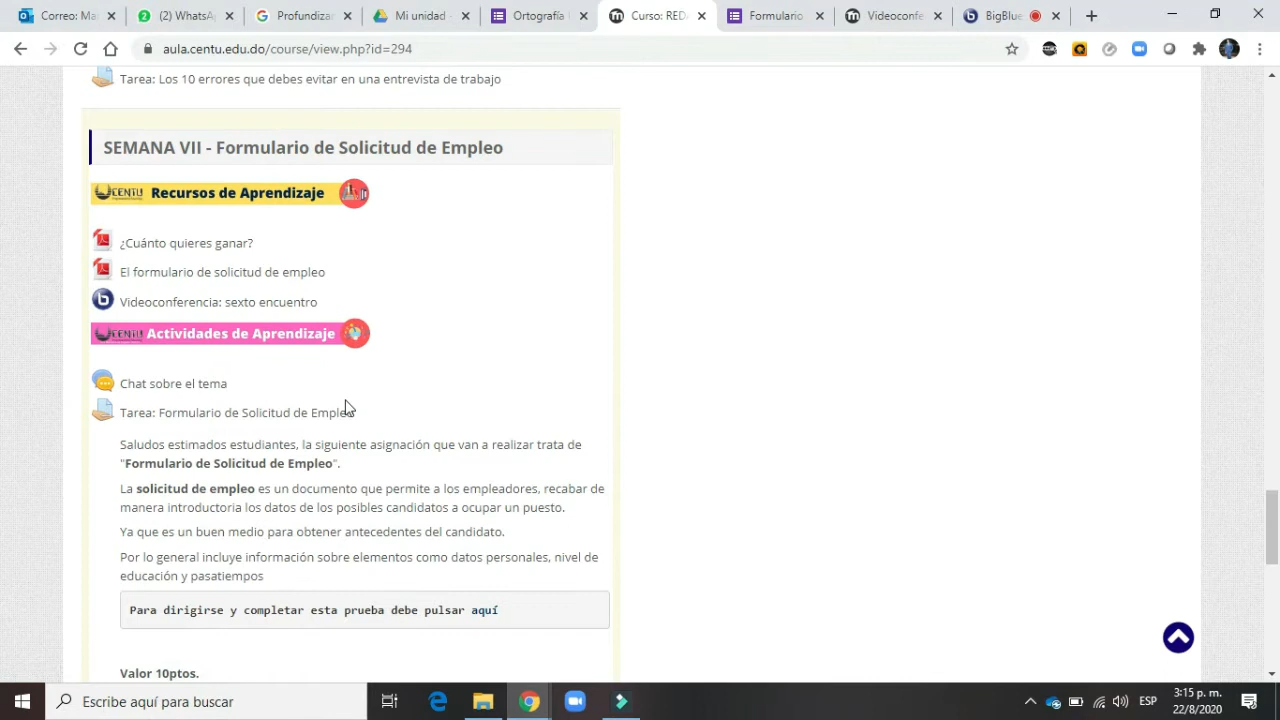 Correo: Mat
(2) WhatsA
Profundizar
Mi unidad -
Ortografía
Curso: RED
Formulario
Videoconfe
BigBlue
aula.centu.edu.do/course/view.php?id=294
Tarea: Los 10 errores que debes evitar en una entrevista de trabajo
SEMANA VII - Formulario de Solicitud de Empleo
CENTU Recursos de Aprendizaje
¿Cuánto quieres ganar?
El formulario de solicitud de empleo
Videoconferencia: sexto encuentro
CENTU Actividades de Aprendizaje
Chat sobre el tema
Tarea: Formulario de Solicitud de Empleo
Saludos estimados estudiantes, la siguiente asignación que van a realizar trata de
"Formulario de Solicitud de Empleo".
La solicitud de empleo es un documento que permite a los empleadores, recabar de
manera introductoria los datos de los posibles candidatos a ocupar un puesto.
Ya que es un buen medio para obtener antecedentes del candidato.
Por lo general incluye información sobre elementos como datos personales, nivel de
educación y pasatiempos
Para dirigirse y completar esta prueba debe pulsar aquí
Valor 10ptos.
Escribe aquí para buscar
ESP
3:15 p. m.
22/8/2020